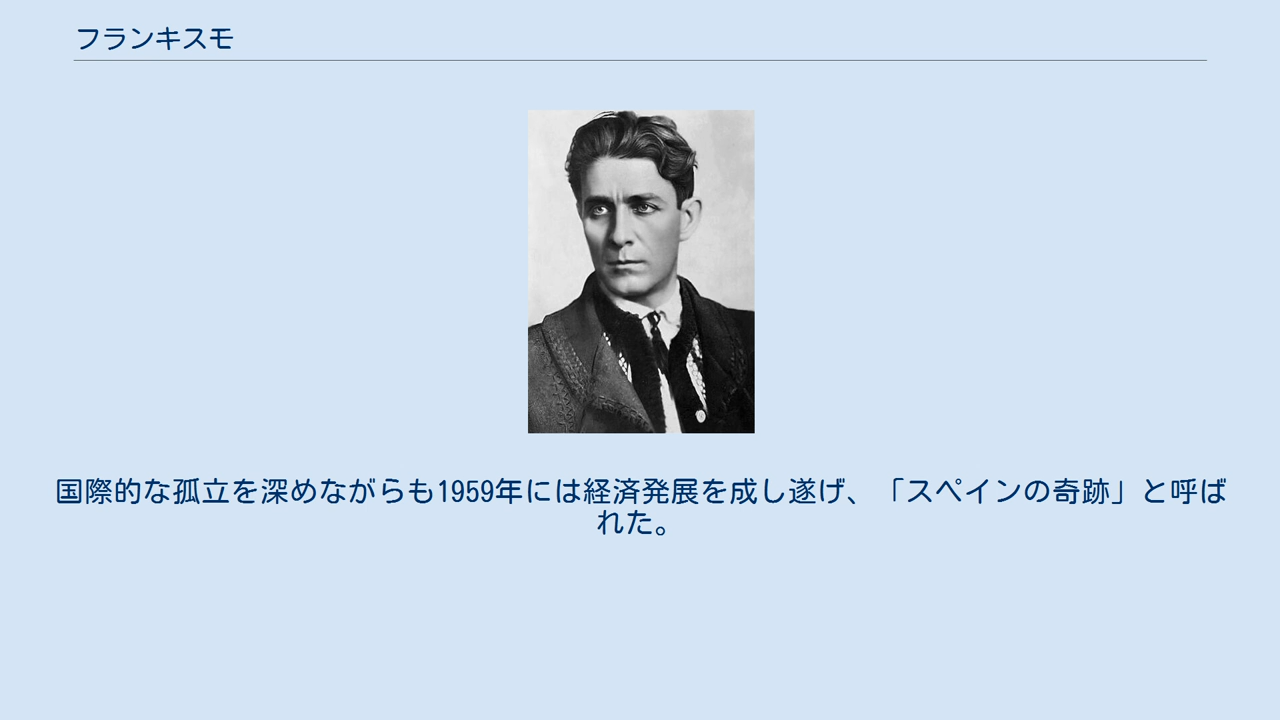 フランキスモ
国際的な孤立を深めながらも1959年には経済発展を成し遂げ、「スペインの奇跡」と呼ば
れた。